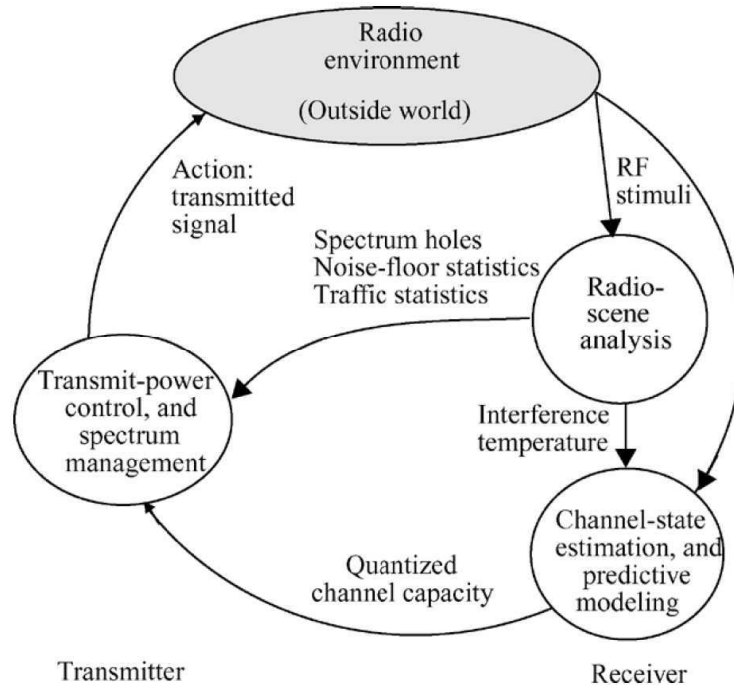 Radio
environment
(Outside world)
Action:
transmitted
signal
RF
stimuli
Spectrum holes
Noise-floor statistics
Traffic statistics
Radio-
scene
analysis
Transmit-power
control, and
spectrum
management
Interference
temperature
Channel-state
estimation, and
predictive
modeling
Quantized
channel capacity
Transmitter
Receiver